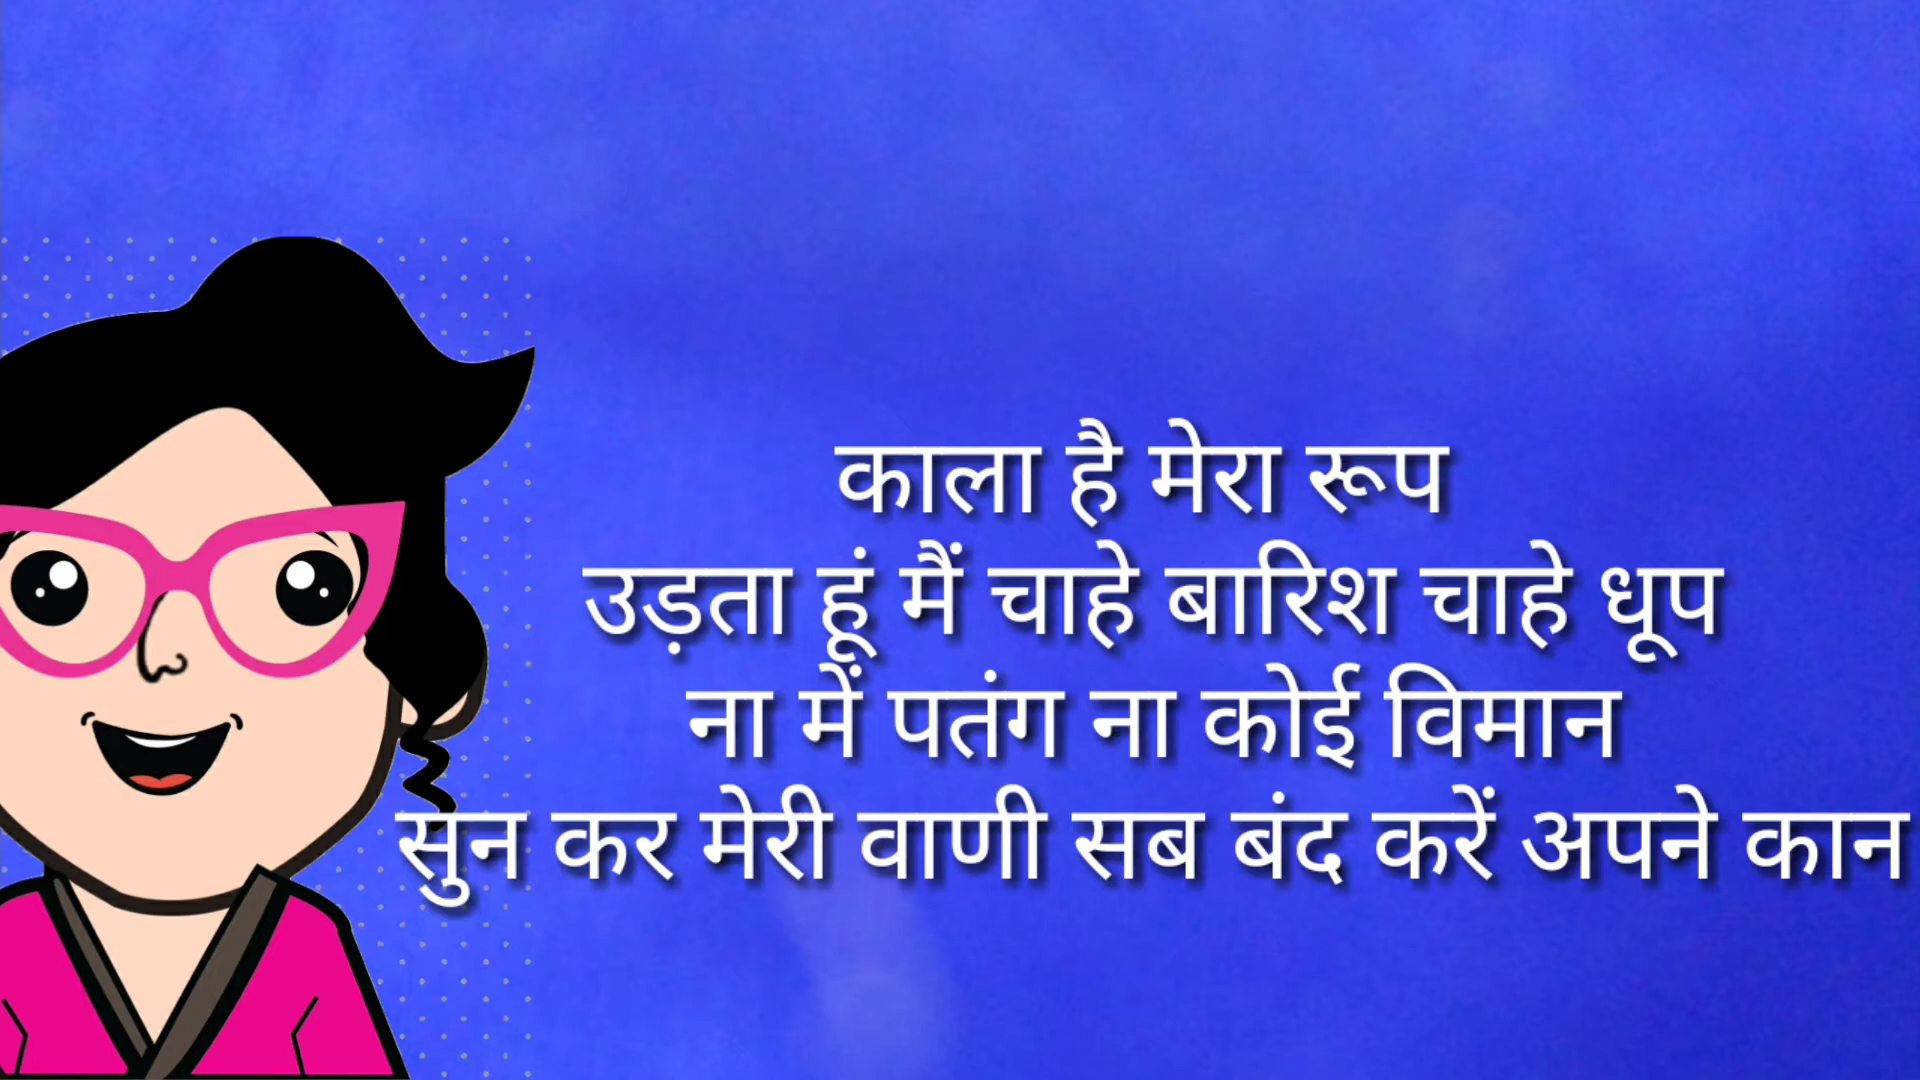 काला है मेरा रूप
उड़ता हूं मैं चाहे बारिश चाहे धूप
ना में पतंग ना कोई विमान
सुन कर मेरी वाणी सब बंद करें अपने कान